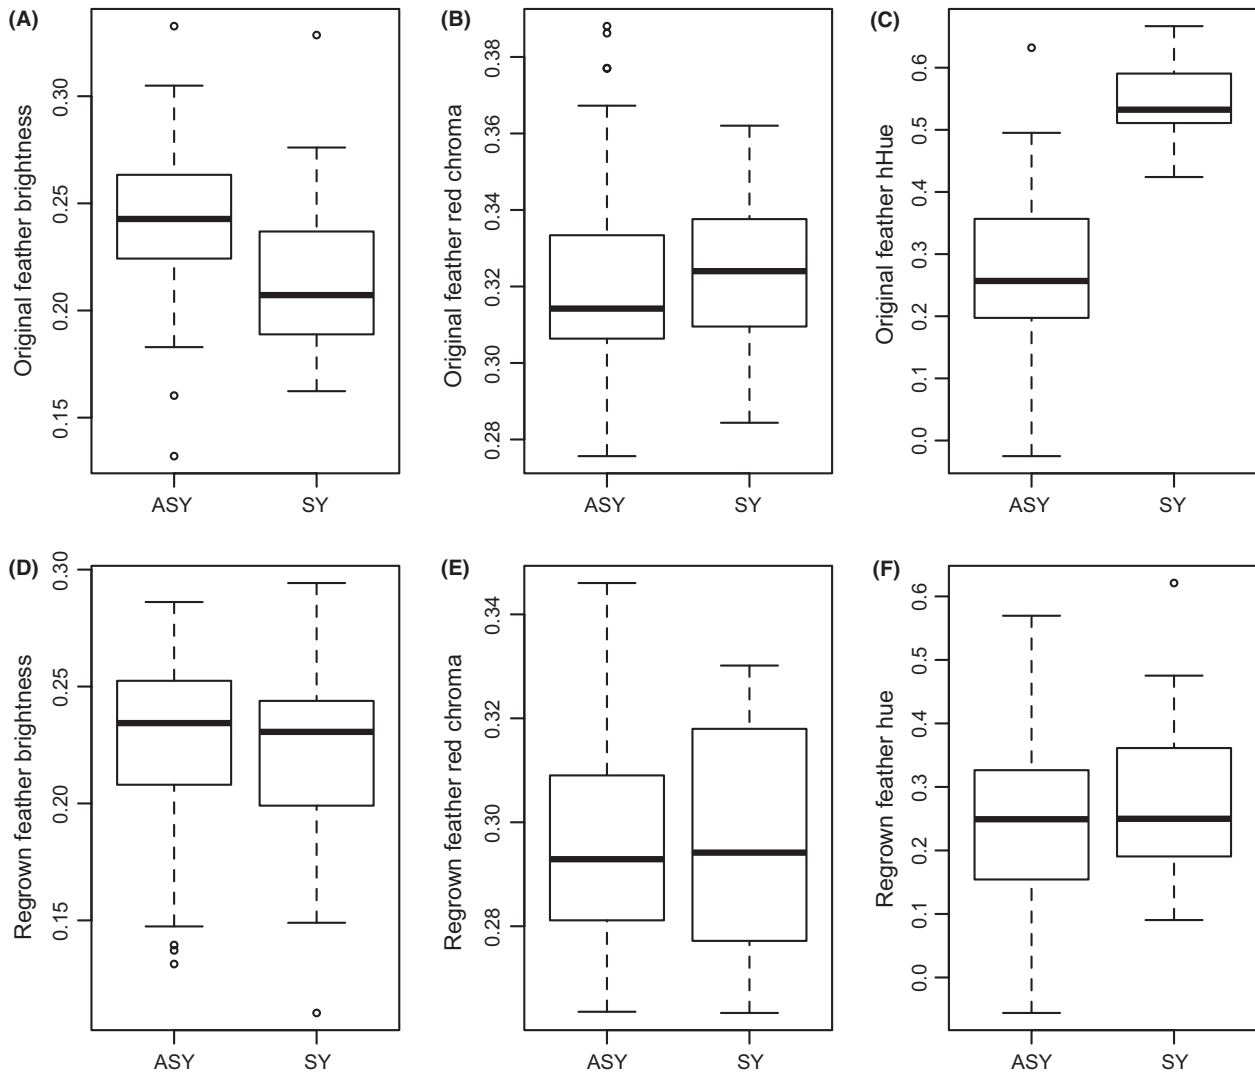 (A)
Original feather brightness
0.30
0.25
0.20
0.15
ASY
SY
(B)
Original feather red chroma
0.38
0.36
0.34
0.32
0.30
0.28
ASY
SY
(C)
Original feather hHue
0.6
0.5
0.4
0.3
0.2
0.1
0.0
ASY
SY
(D)
Regrown feather brightness
0.30
0.25
0.20
0.15
ASY
SY
(E)
Regrown feather red chroma
0.34
0.32
0.30
0.28
ASY
SY
(F)
Regrown feather hue
0.6
0.5
0.4
0.3
0.2
0.1
0.0
ASY
SY